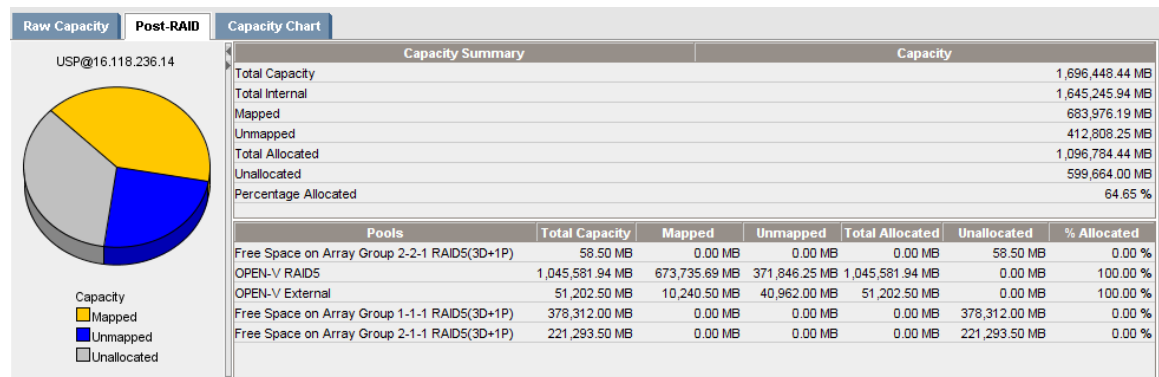 Raw Capacity Post-RAID Capacity Chart
USP@16.118.236.14
Capacity
Mapped
Unmapped
Unallocated
Capacity Summary Capacity
Total Capacity 1,696,448.44 MB
Total Internal 1,645,245.94 MB
Mapped 683,976.19 MB
Unmapped 412,808.25 MB
Total Allocated 1,096,784.44 MB
Unallocated 599,664.00 MB
Percentage Allocated 64.65 %
Pools Total Capacity Mapped Unmapped Total Allocated Unallocated % Allocated
Free Space on Array Group 2-2-1 RAID5(3D+1P) 58.50 MB 0.00 MB 0.00 MB 0.00 MB 58.50 MB 0.00 %
OPEN-V RAID5 1,045,581.94 MB 673,735.69 MB 371,846.25 MB 1,045,581.94 MB 0.00 MB 100.00 %
OPEN-V External 51,202.50 MB 10,240.50 MB 40,962.00 MB 51,202.50 MB 0.00 MB 100.00 %
Free Space on Array Group 1-1-1 RAID5(3D+1P) 378,312.00 MB 0.00 MB 0.00 MB 0.00 MB 378,312.00 MB 0.00 %
Free Space on Array Group 2-1-1 RAID5(3D+1P) 221,293.50 MB 0.00 MB 0.00 MB 0.00 MB 221,293.50 MB 0.00 %